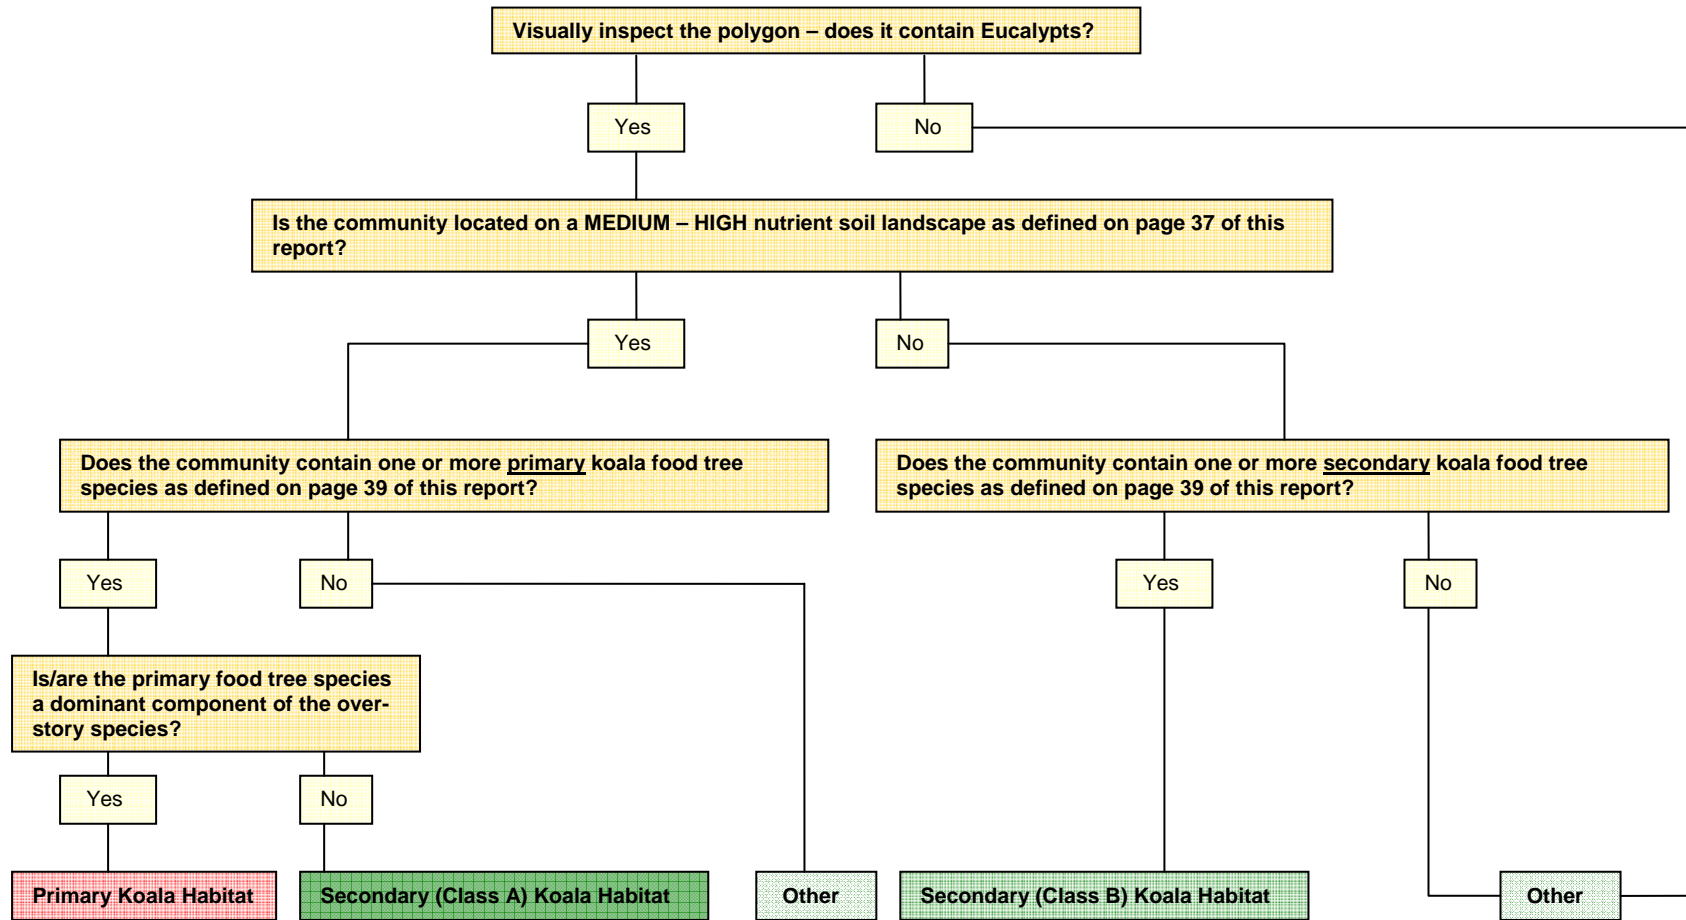 Visually inspect the polygon – does it contain Eucalypts?
Yes
No
Is the community located on a MEDIUM – HIGH nutrient soil landscape as defined on page 37 of this
report?
Yes
No
Does the community contain one or more primary koala food tree
species as defined on page 39 of this report?
Does the community contain one or more secondary koala food tree
species as defined on page 39 of this report?
Yes
No
Yes
No
Is/are the primary food tree species
a dominant component of the over-
story species?
Yes
No
Primary Koala Habitat
Secondary (Class A) Koala Habitat
Other
Secondary (Class B) Koala Habitat
Other